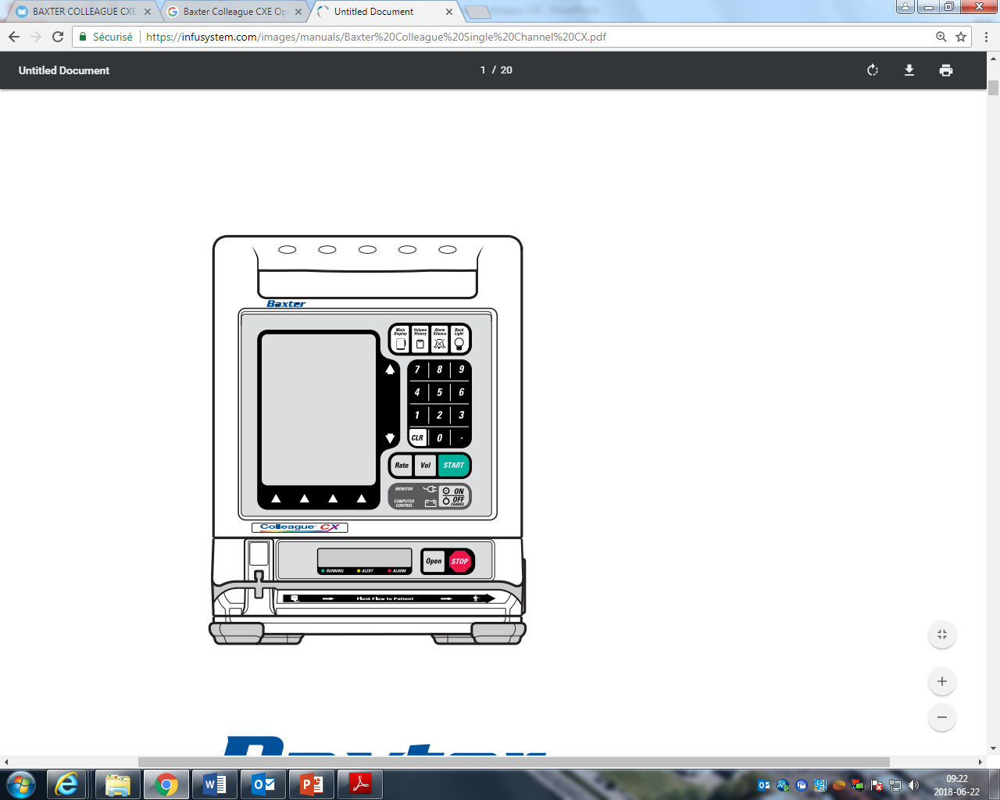 BAXTER COLLEAGUE CXE
Baxter Colleague CXE Op
Untitled Document
Sécurisé
https://infusystem.com/images/manuals/Baxter%20Colleague%20Single%20Channel%20CX.pdf
Untitled Document
1 / 20
Baxter
Main Display
Volume History
Alarm Silence
Back Light
7 8 9
4 5 6
1 2 3
CLR 0 .
Rate Vol START
MONITOR
COMPUTER CONTROL
ON
OFF
CHARGE
Colleague CX
RUNNING ALERT ALARM
Open STOP
Fluid Flow to Patient
Baxter
09:22
2018-06-22